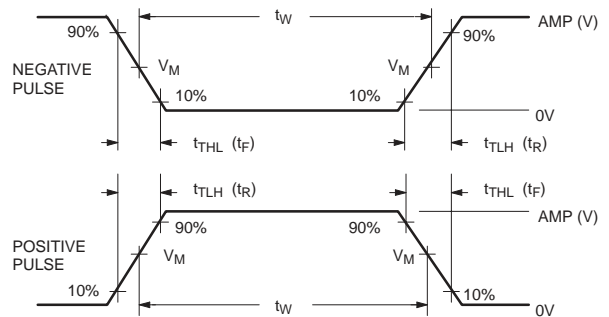 tW
AMP (V)
90%
90%
NEGATIVE
PULSE
VM
VM
10%
10%
0V
tTHL (tF)
tTLH (tR)
tTLH (tR)
tTHL (tF)
AMP (V)
90%
90%
POSITIVE
PULSE
VM
VM
10%
10%
tW
0V